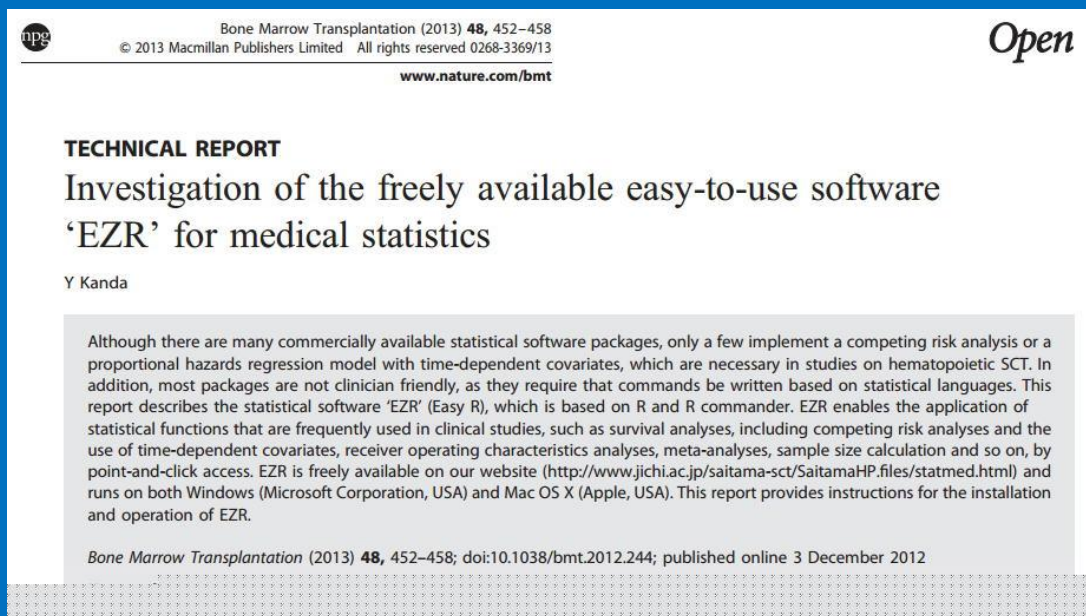 npg
Bone Marrow Transplantation (2013) 48, 452–458
© 2013 Macmillan Publishers Limited All rights reserved 0268-3369/13
www.nature.com/bmt
Open
TECHNICAL REPORT
Investigation of the freely available easy-to-use software
‘EZR’ for medical statistics
Y Kanda
Although there are many commercially available statistical software packages, only a few implement a competing risk analysis or a
proportional hazards regression model with time-dependent covariates, which are necessary in studies on hematopoietic SCT. In
addition, most packages are not clinician friendly, as they require that commands be written based on statistical languages. This
report describes the statistical software ‘EZR’ (Easy R), which is based on R and R commander. EZR enables the application of
statistical functions that are frequently used in clinical studies, such as survival analyses, including competing risk analyses and the
use of time-dependent covariates, receiver operating characteristics analyses, meta-analyses, sample size calculation and so on, by
point-and-click access. EZR is freely available on our website (http://www.jichi.ac.jp/saitama-sct/SaitamaHP.files/statmed.html) and
runs on both Windows (Microsoft Corporation, USA) and Mac OS X (Apple, USA). This report provides instructions for the installation
and operation of EZR.
Bone Marrow Transplantation (2013) 48, 452–458; doi:10.1038/bmt.2012.244; published online 3 December 2012